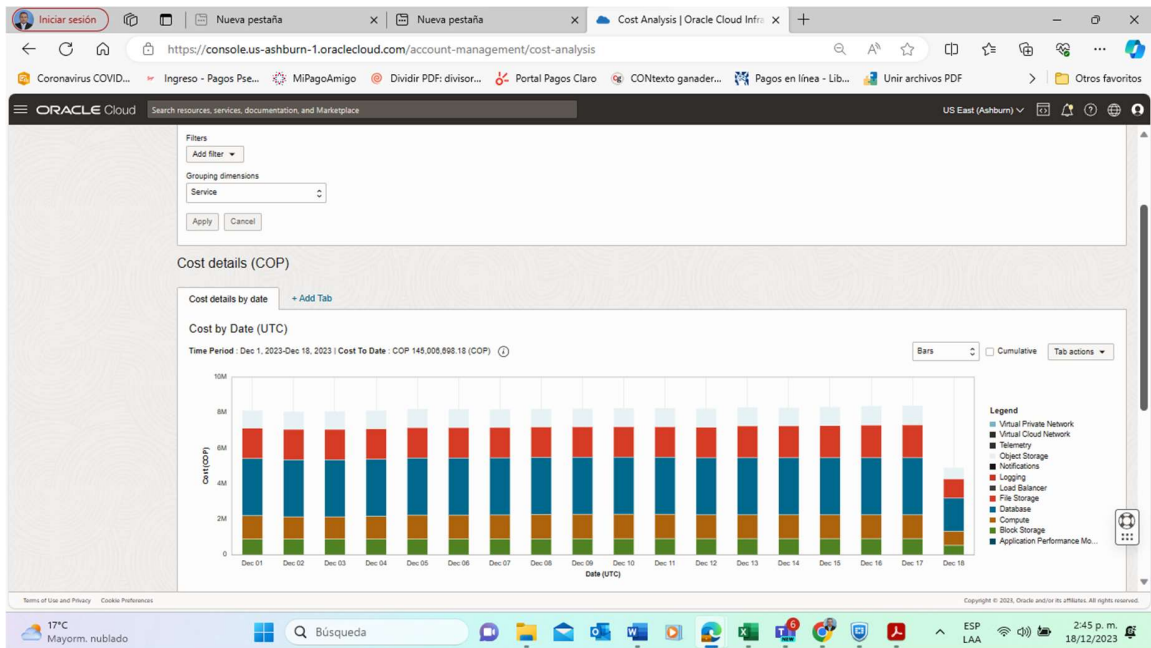 Iniciar sesión
Nueva pestaña
Nueva pestaña
Cost Analysis | Oracle Cloud Infra
https://console.us-ashburn-1.oraclecloud.com/account-management/cost-analysis
Coronavirus COVID...
Ingreso - Pagos Pse...
MiPagoAmigo
Dividir PDF: divisor...
Portal Pagos Claro
CONtexto ganader...
Pagos en línea - Lib...
Unir archivos PDF
Otros favoritos
ORACLE Cloud
Search resources, services, documentation, and Marketplace
US East (Ashburn)
Filters
Add filter
Grouping dimensions
Service
Apply Cancel
Cost details (COP)
Cost details by date + Add Tab
Cost by Date (UTC)
Time Period : Dec 1, 2023-Dec 18, 2023 | Cost To Date : COP 145,006,698.18 (COP)
Bars
Cumulative
Tab actions
10M
8M
6M
4M
2M
0
Cost (COP)
Dec 01 Dec 02 Dec 03 Dec 04 Dec 05 Dec 06 Dec 07 Dec 08 Dec 09 Dec 10 Dec 11 Dec 12 Dec 13 Dec 14 Dec 15 Dec 16 Dec 17 Dec 18
Date (UTC)
Legend
Virtual Private Network
Virtual Cloud Network
Telemetry
Object Storage
Notifications
Logging
Load Balancer
File Storage
Database
Compute
Block Storage
Application Performance Mo...
Terms of Use and Privacy Cookie Preferences
Copyright © 2023, Oracle and/or its affiliates. All rights reserved.
17°C
Mayorm. nublado
Búsqueda
6
NEW
ESP
LAA
2:45 p. m.
18/12/2023